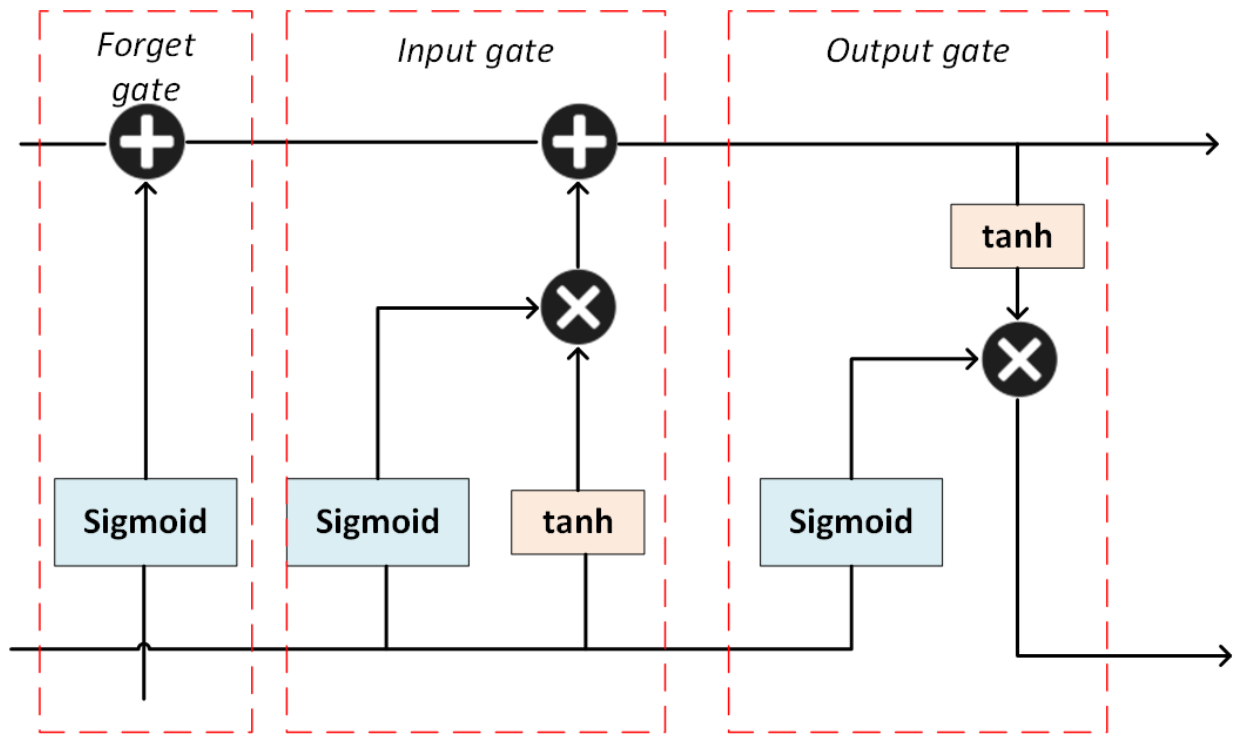 Forget
gate
Input gate
Output gate
tanh
Sigmoid
Sigmoid
tanh
Sigmoid